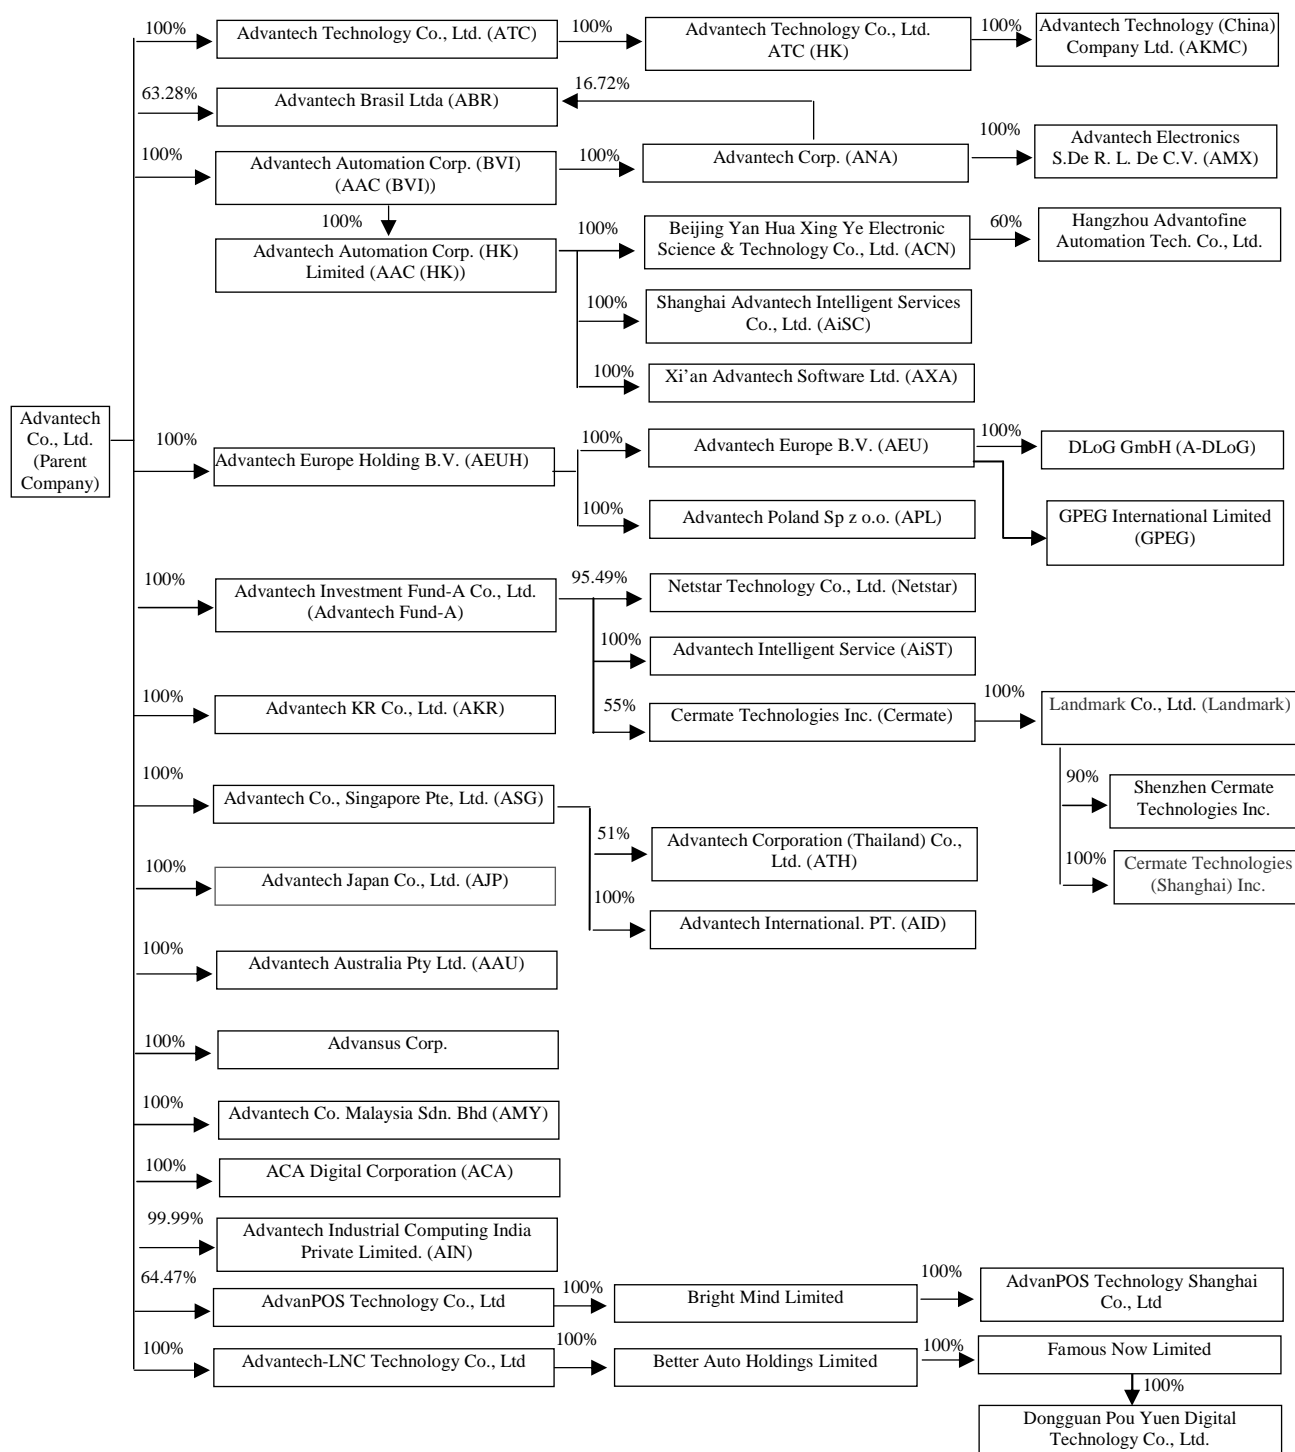 100%
Advantech Technology Co., Ltd. (ATC)
100%
Advantech Technology Co., Ltd.
ATC (HK)
100%
Advantech Technology (China)
Company Ltd. (AKMC)
63.28%
Advantech Brasil Ltda (ABR)
16.72%
100%
Advantech Automation Corp. (BVI)
(AAC (BVI))
100%
Advantech Corp. (ANA)
100%
Advantech Electronics
S.De R. L. De C.V. (AMX)
100%
Advantech Automation Corp. (HK)
Limited (AAC (HK))
100%
Beijing Yan Hua Xing Ye Electronic
Science & Technology Co., Ltd. (ACN)
60%
Hangzhou Advantofine
Automation Tech. Co., Ltd.
100%
Shanghai Advantech Intelligent Services
Co., Ltd. (AiSC)
100%
Xi’an Advantech Software Ltd. (AXA)
Advantech
Co., Ltd.
(Parent
Company)
100%
Advantech Europe Holding B.V. (AEUH)
100%
Advantech Europe B.V. (AEU)
100%
DLoG GmbH (A-DLoG)
100%
Advantech Poland Sp z o.o. (APL)
GPEG International Limited
(GPEG)
100%
Advantech Investment Fund-A Co., Ltd.
(Advantech Fund-A)
95.49%
Netstar Technology Co., Ltd. (Netstar)
100%
Advantech Intelligent Service (AiST)
100%
Advantech KR Co., Ltd. (AKR)
55%
Cermate Technologies Inc. (Cermate)
100%
Landmark Co., Ltd. (Landmark)
100%
Advantech Co., Singapore Pte, Ltd. (ASG)
90%
Shenzhen Cermate
Technologies Inc.
51%
Advantech Corporation (Thailand) Co.,
Ltd. (ATH)
100%
Cermate Technologies
(Shanghai) Inc.
100%
Advantech Japan Co., Ltd. (AJP)
100%
Advantech International. PT. (AID)
100%
Advantech Australia Pty Ltd. (AAU)
100%
Advansus Corp.
100%
Advantech Co. Malaysia Sdn. Bhd (AMY)
100%
ACA Digital Corporation (ACA)
99.99%
Advantech Industrial Computing India
Private Limited. (AIN)
64.47%
AdvanPOS Technology Co., Ltd
100%
Bright Mind Limited
100%
AdvanPOS Technology Shanghai
Co., Ltd
100%
Advantech-LNC Technology Co., Ltd
100%
Better Auto Holdings Limited
100%
Famous Now Limited
100%
Dongguan Pou Yuen Digital
Technology Co., Ltd.